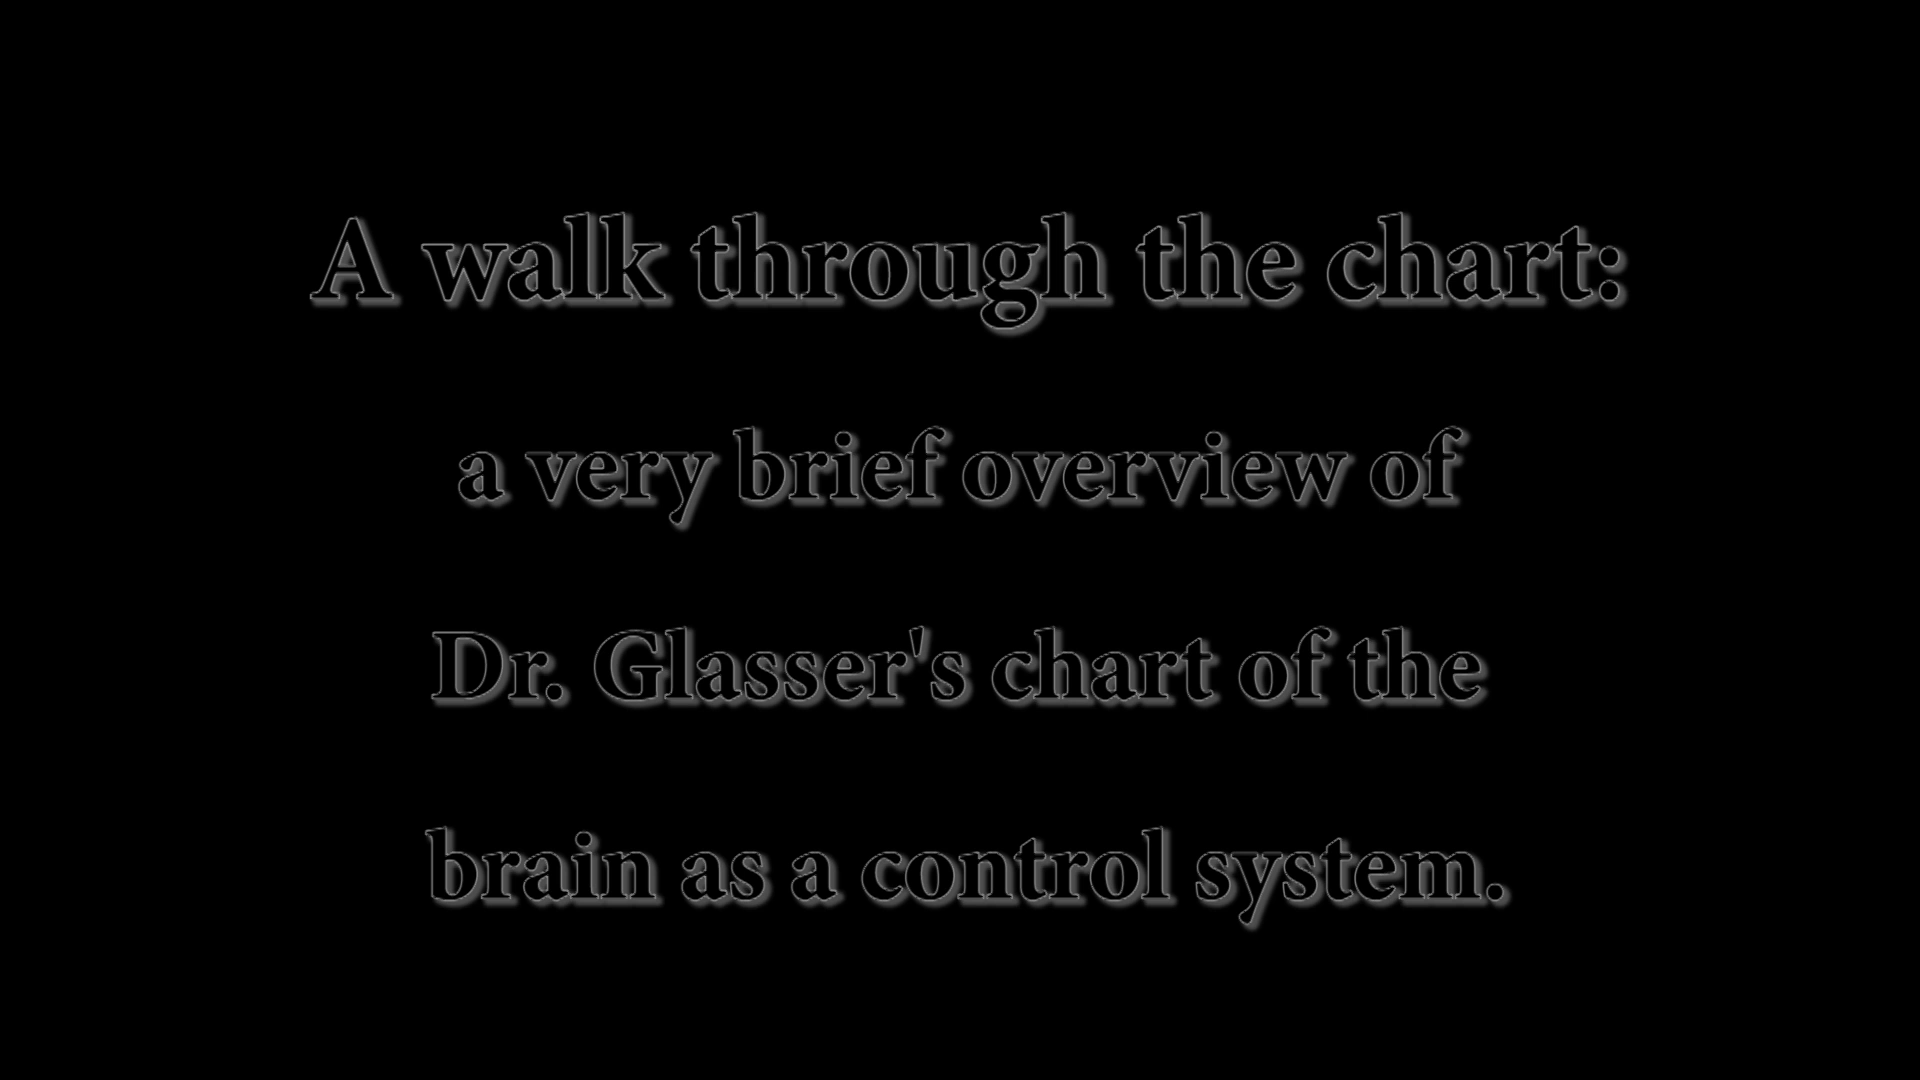 A walk through the chart:
a very brief overview of
Dr. Glasser's chart of the
brain as a control system.